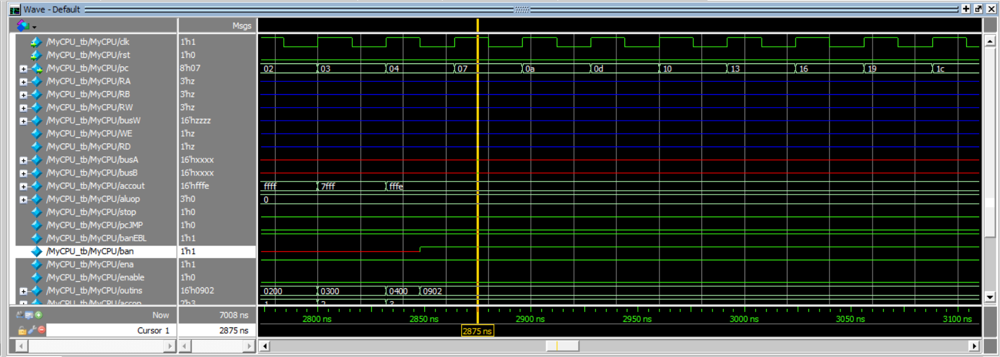 Wave - Default
Msgs
/MyCPU_tb/MyCPU/clk 1'h1
/MyCPU_tb/MyCPU/rst 1'h0
/MyCPU_tb/MyCPU/pc 8'h07 02 03 04 07 0a 0d 10 13 16 19 1c
/MyCPU_tb/MyCPU/RA 3'hz
/MyCPU_tb/MyCPU/RB 3'hz
/MyCPU_tb/MyCPU/RW 3'hz
/MyCPU_tb/MyCPU/busW 16'hzzzz
/MyCPU_tb/MyCPU/WE 1'hz
/MyCPU_tb/MyCPU/RD 1'hz
/MyCPU_tb/MyCPU/busA 16'hxxxx
/MyCPU_tb/MyCPU/busB 16'hxxxx
/MyCPU_tb/MyCPU/accout 16'hfffe ffff 7fff fffe
/MyCPU_tb/MyCPU/aluop 3'h0 0
/MyCPU_tb/MyCPU/stop 1'h0
/MyCPU_tb/MyCPU/pcJMP 1'h0
/MyCPU_tb/MyCPU/banEBL 1'h1
/MyCPU_tb/MyCPU/ban 1'h1
/MyCPU_tb/MyCPU/ena 1'h1
/MyCPU_tb/MyCPU/enable 1'h0
/MyCPU_tb/MyCPU/outins 16'h0902 0200 0300 0400 0902
/MyCPU_tb/MyCPU/accop 2'h3 1 2 3
Now 7008 ns 2800 ns 2850 ns 2900 ns 2950 ns 3000 ns 3050 ns 3100 ns
Cursor 1 2875 ns 2875 ns